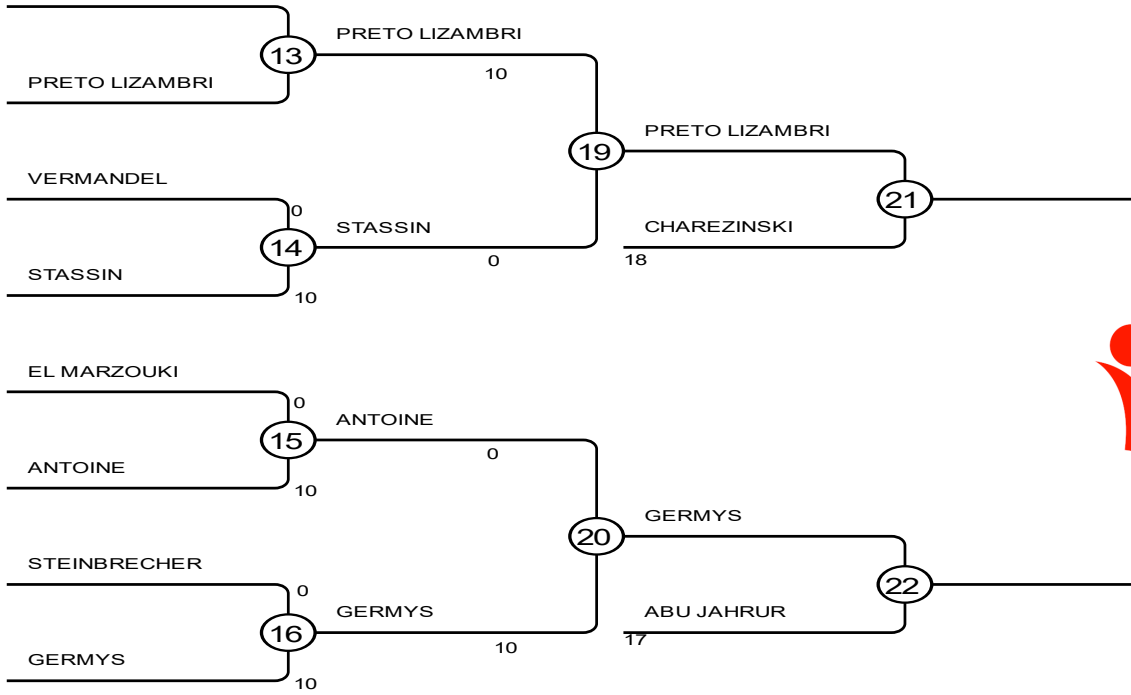 PRETO LIZAMBRI
13
10
PRETO LIZAMBRI
PRETO LIZAMBRI
19
VERMANDEL
0
21
14
STASSIN
0
CHAREZINSKI
18
STASSIN
10
EL MARZOUKI
0
15
ANTOINE
0
ANTOINE
10
GERMYS
20
STEINBRECHER
0
22
16
GERMYS
10
ABU JAHRUR
17
GERMYS
10